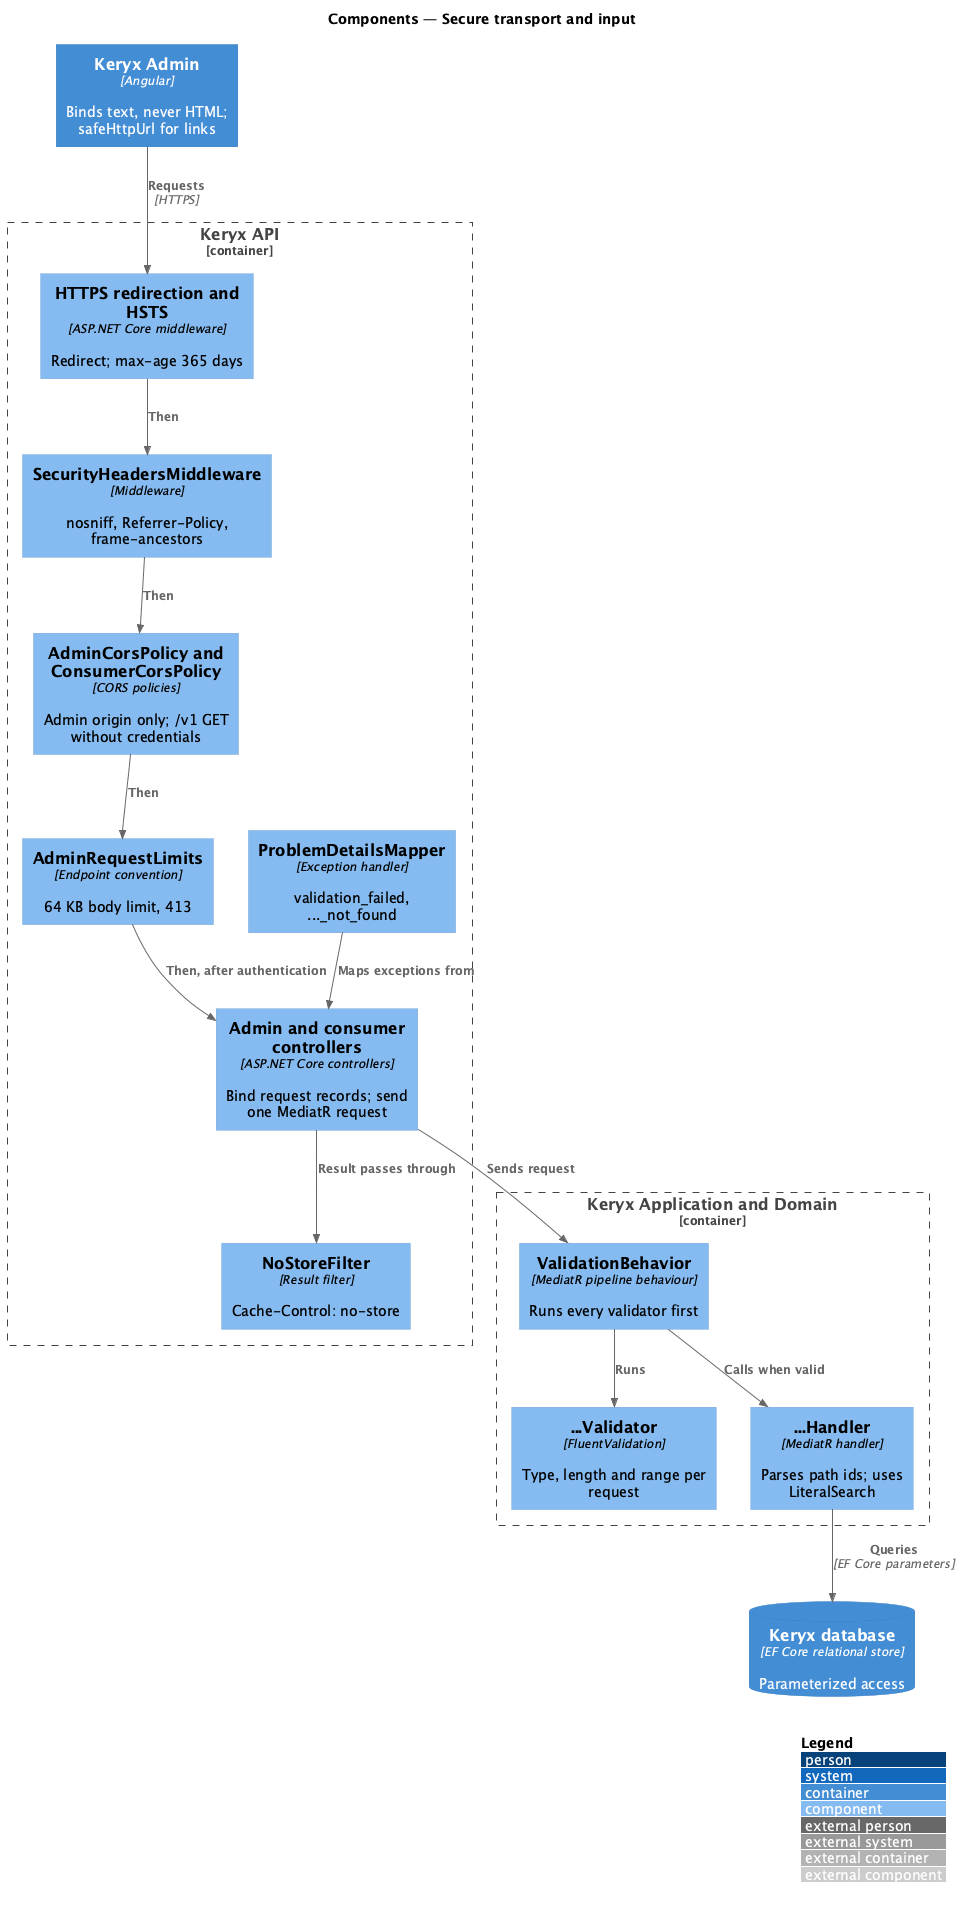 Components — Secure transport and input
Keryx Admin
[Angular]
Binds text, never HTML;
safeHttpUrl for links
Requests
[HTTPS]
Keryx API
[container]
HTTPS redirection and
HSTS
[ASP.NET Core middleware]
Redirect; max-age 365 days
Then
SecurityHeadersMiddleware
[Middleware]
nosniff, Referrer-Policy,
frame-ancestors
Then
AdminCorsPolicy and
ConsumerCorsPolicy
[CORS policies]
Admin origin only; /v1 GET
without credentials
Then
AdminRequestLimits
[Endpoint convention]
64 KB body limit, 413
ProblemDetailsMapper
[Exception handler]
validation_failed,
..._not_found
Then, after authentication
Maps exceptions from
Admin and consumer
controllers
[ASP.NET Core controllers]
Bind request records; send
one MediatR request
Result passes through
Sends request
Keryx Application and Domain
[container]
NoStoreFilter
[Result filter]
Cache-Control: no-store
ValidationBehavior
[MediatR pipeline behaviour]
Runs every validator first
Runs
Calls when valid
...Validator
[FluentValidation]
Type, length and range per
request
...Handler
[MediatR handler]
Parses path ids; uses
LiteralSearch
Queries
[EF Core parameters]
Keryx database
[EF Core relational store]
Parameterized access
Legend
person
system
container
component
external person
external system
external container
external component